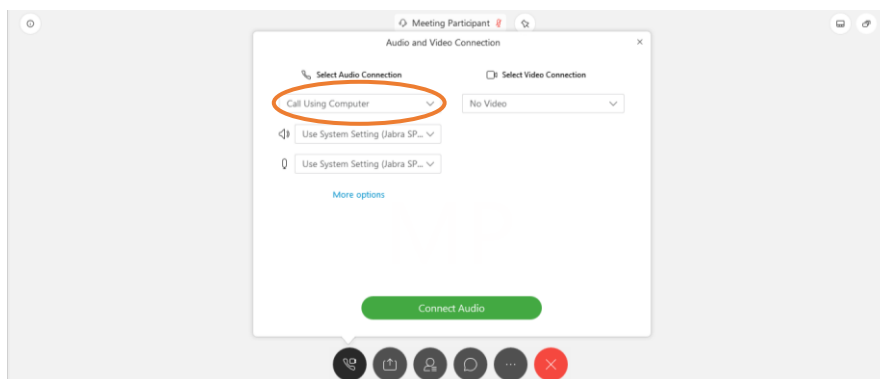 Meeting Participant
Audio and Video Connection
Select Audio Connection
Select Video Connection
Call Using Computer
No Video
Use System Setting (Jabra SP...
Use System Setting (Jabra SP...
More options
MP
Connect Audio